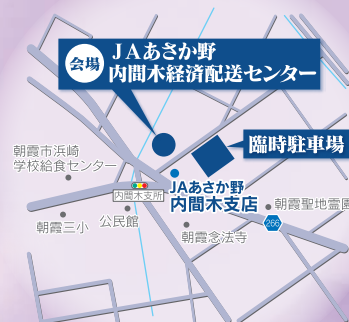 会場
JAあさか野
内間木経済配送センター
臨時駐車場
朝霞市浜崎
学校給食センター
内間木支所
JAあさか野
内間木支店
朝霞聖地霊園
266
朝霞三小
公民館
朝霞念法寺